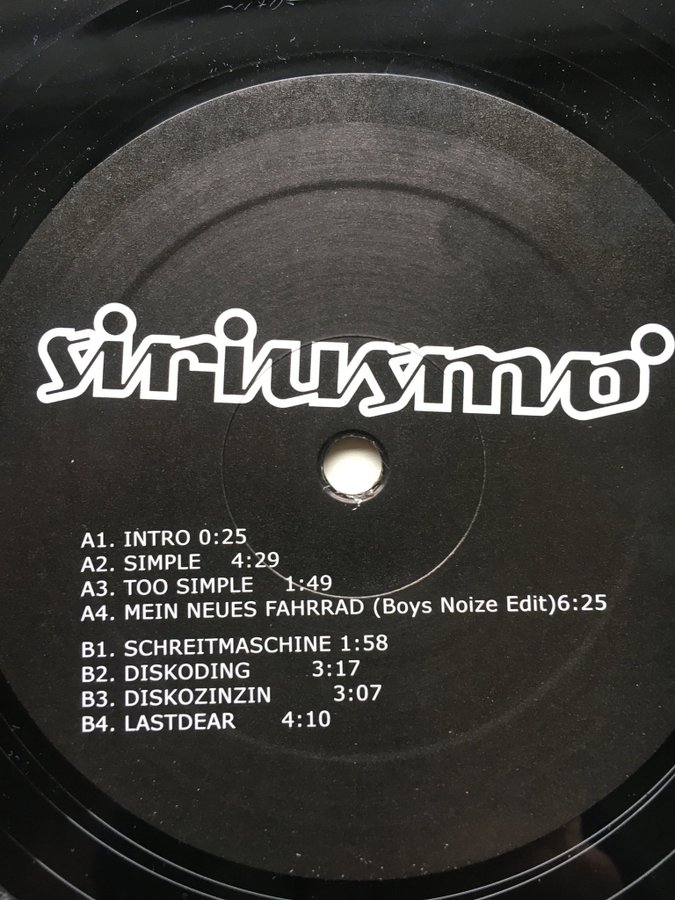 siriusmo
A1. INTRO 0:25
A2. SIMPLE 4:29
A3. TOO SIMPLE 1:49
A4. MEIN NEUES FAHRRAD (Boys Noize Edit)6:25
B1. SCHREITMASCHINE 1:58
B2. DISKODING 3:17
B3. DISKOZINZIN 3:07
B4. LASTDEAR 4:10